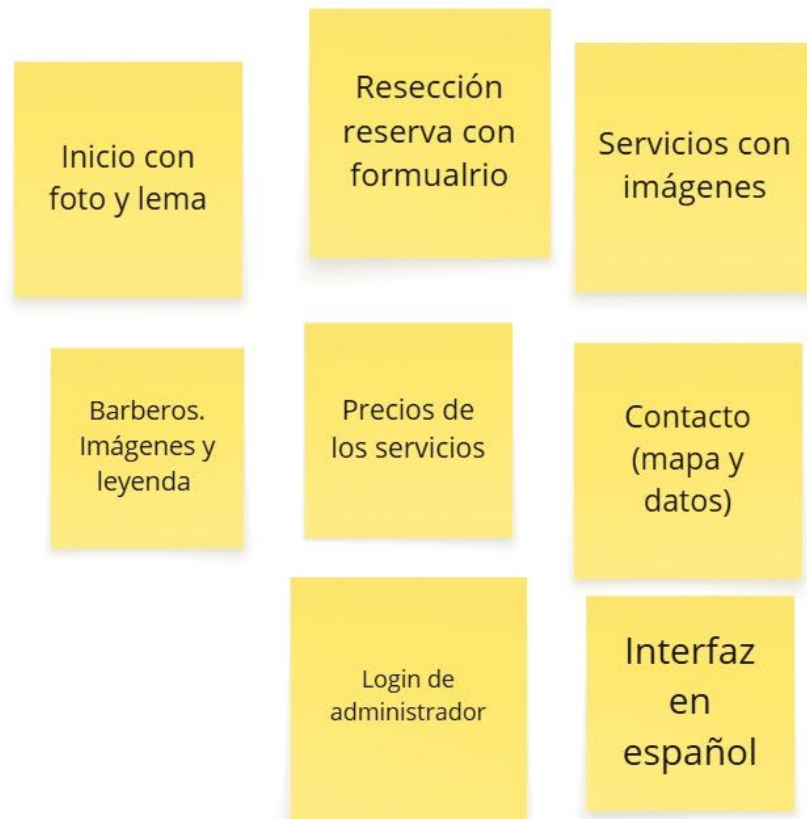 Inicio con
foto y lema
Resección
reserva con
formualrio
Servicios con
imágenes
Barberos.
Imágenes y
leyenda
Precios de
los servicios
Contacto
(mapa y
datos)
Login de
administrador
Interfaz
en
español